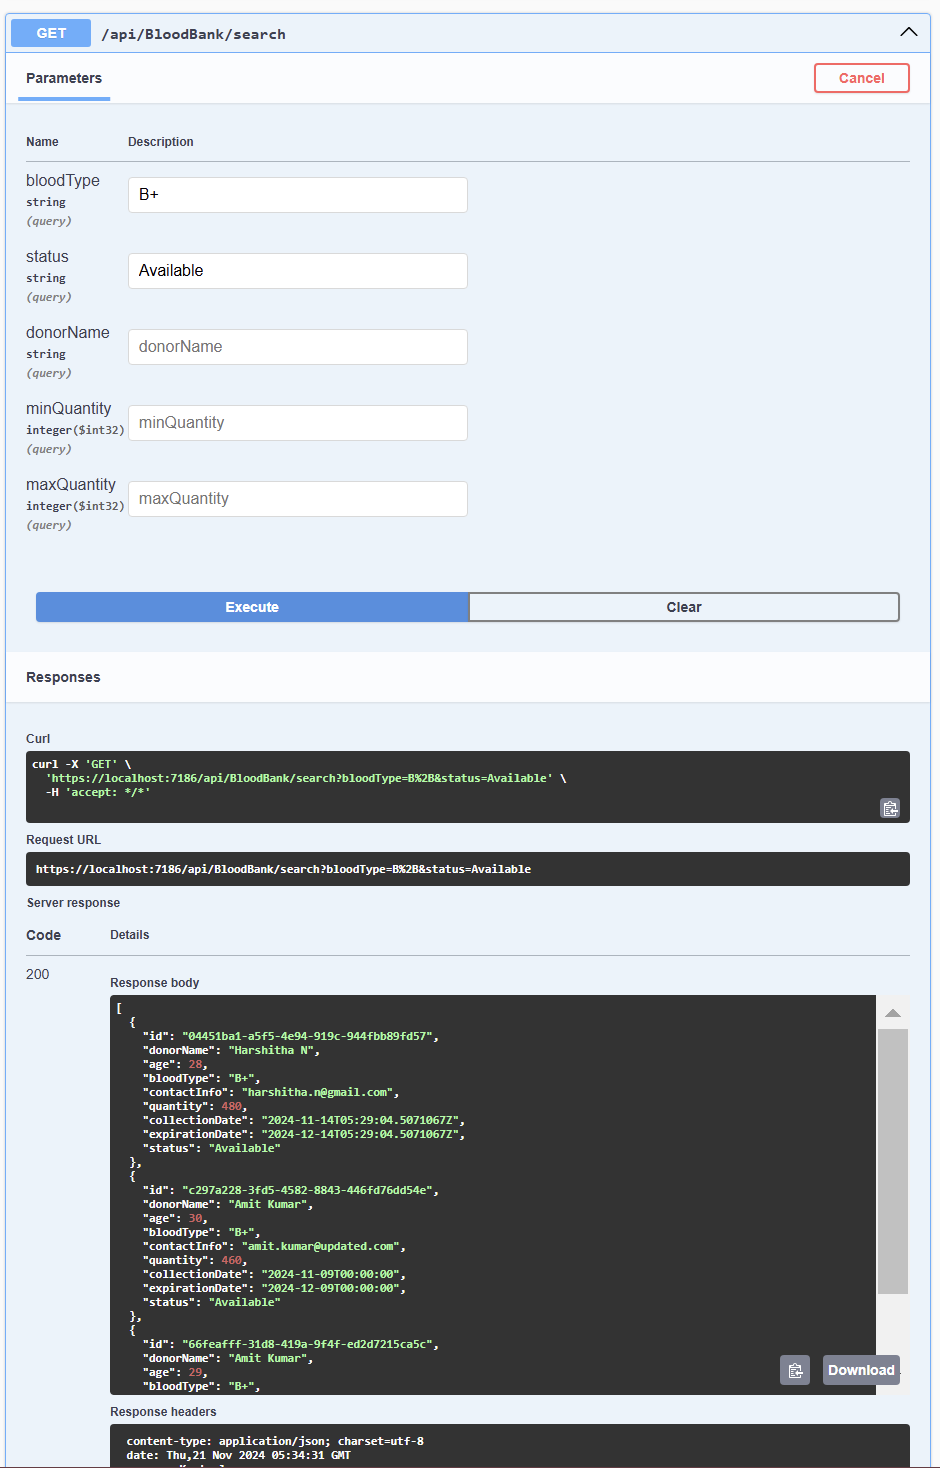 GET /api/BloodBank/search
Parameters
Cancel
Name Description
bloodType
string
(query)
B+
status
string
(query)
Available
donorName
string
(query)
donorName
minQuantity
integer($int32)
(query)
minQuantity
maxQuantity
integer($int32)
(query)
maxQuantity
Execute
Clear
Responses
Curl
curl -X 'GET' \
'https://localhost:7186/api/BloodBank/search?bloodType=B%2B&status=Available' \
-H 'accept: */*'
Request URL
https://localhost:7186/api/BloodBank/search?bloodType=B%2B&status=Available
Server response
Code Details
200
Response body
[
{
"id": "04451ba1-a5f5-4e94-919c-944fbb89fd57",
"donorName": "Harshitha N",
"age": 28,
"bloodType": "B+",
"contactInfo": "harshitha.n@gmail.com",
"quantity": 480,
"collectionDate": "2024-11-14T05:29:04.5071067Z",
"expirationDate": "2024-12-14T05:29:04.5071067Z",
"status": "Available"
},
{
"id": "c297a228-3fd5-4582-8843-446fd76dd54e",
"donorName": "Amit Kumar",
"age": 30,
"bloodType": "B+",
"contactInfo": "amit.kumar@updated.com",
"quantity": 460,
"collectionDate": "2024-11-09T00:00:00",
"expirationDate": "2024-12-09T00:00:00",
"status": "Available"
},
{
"id": "66feafff-31d8-419a-9f4f-ed2d7215ca5c",
"donorName": "Amit Kumar",
"age": 29,
"bloodType": "B+",
Download
Response headers
content-type: application/json; charset=utf-8
date: Thu,21 Nov 2024 05:34:31 GMT